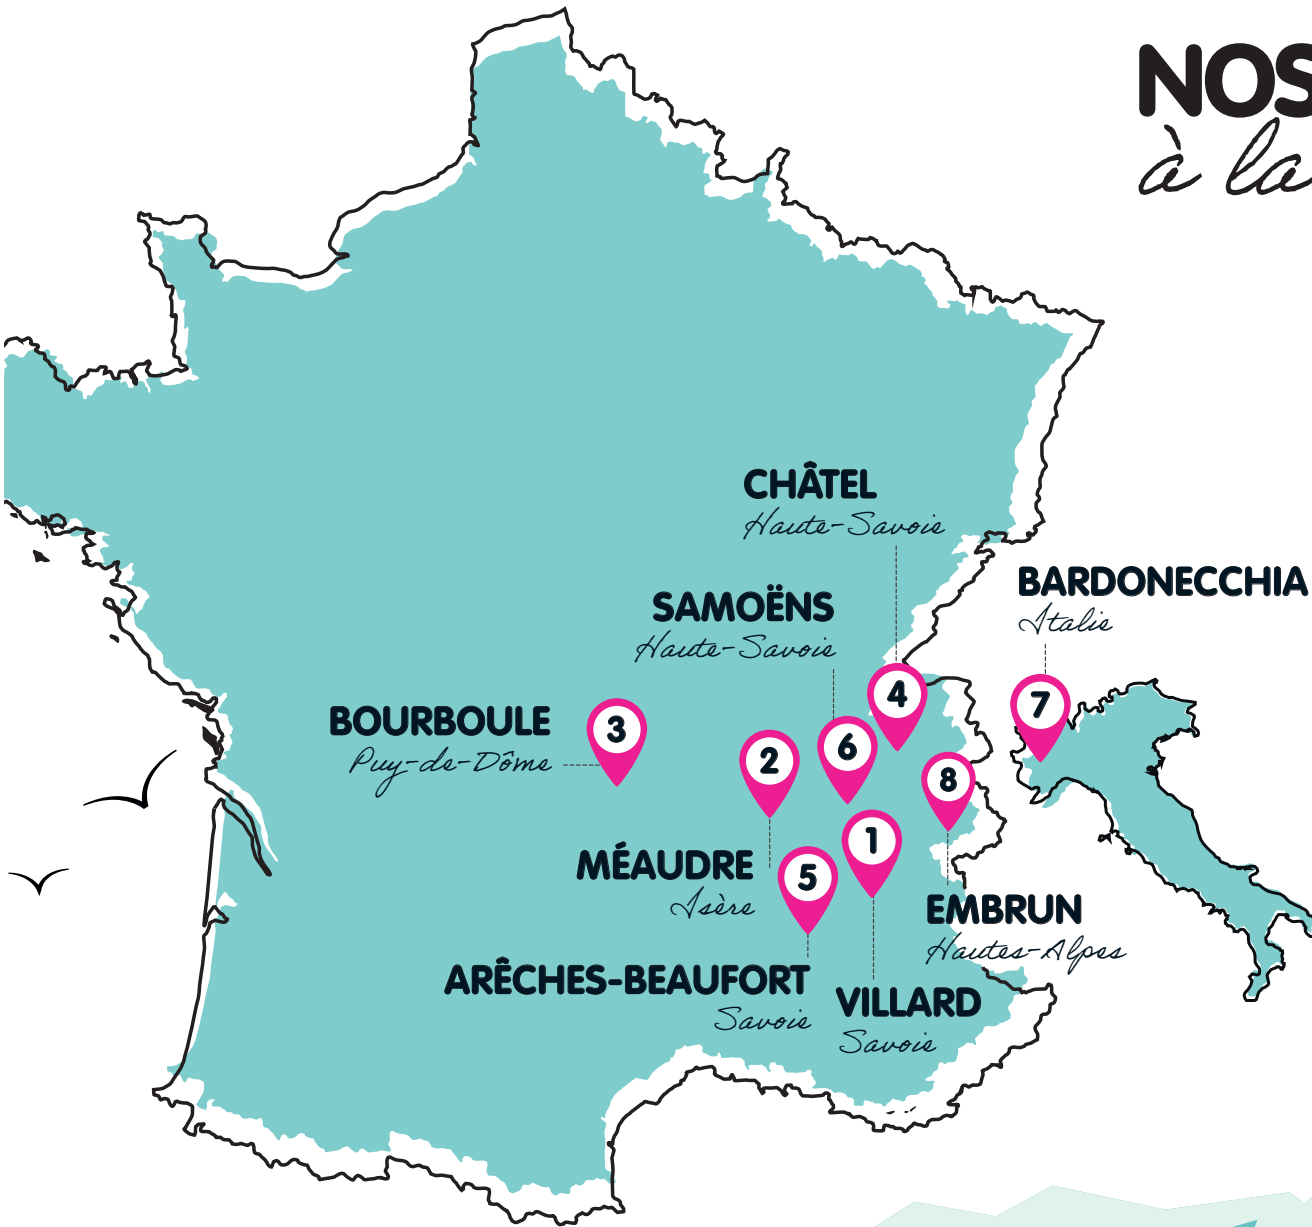 NOS
à la
CHÂTEL
Haute-Savoie
SAMOËNS
Haute-Savoie
BARDONECCHIA
Italie
BOURBOULE
Puy-de-Dôme
3
2
6
4
8
7
MÉAUDRE
Isère
5
1
EMBRUN
Hautes-Alpes
ARÊCHES-BEAUFORT
Savoie
VILLARD
Savoie